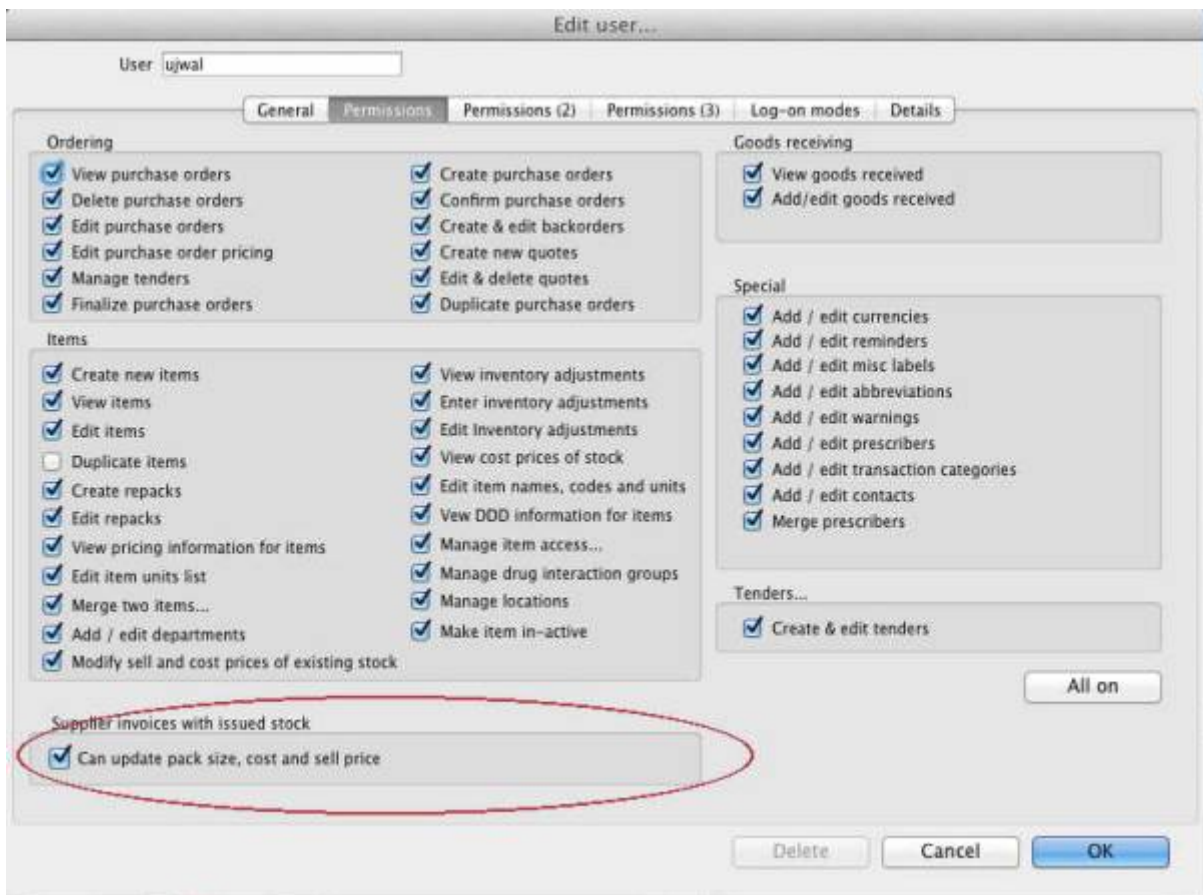 Edit user...
User ujwal
General Permissions Permissions (2) Permissions (3) Log-on modes Details
Ordering
View purchase orders
Delete purchase orders
Edit purchase orders
Edit purchase order pricing
Manage tenders
Finalize purchase orders
Create purchase orders
Confirm purchase orders
Create & edit backorders
Create new quotes
Edit & delete quotes
Duplicate purchase orders
Items
Create new items
View items
Edit items
Duplicate items
Create repacks
Edit repacks
View pricing information for items
Edit item units list
Merge two items...
Add / edit departments
Modify sell and cost prices of existing stock
View inventory adjustments
Enter inventory adjustments
Edit Inventory adjustments
View cost prices of stock
Edit item names, codes and units
Vew DDD information for items
Manage item access...
Manage drug interaction groups
Manage locations
Make item in-active
Supplier invoices with issued stock
Can update pack size, cost and sell price
Goods receiving
View goods received
Add/edit goods received
Special
Add / edit currencies
Add / edit reminders
Add / edit misc labels
Add / edit abbreviations
Add / edit warnings
Add / edit prescribers
Add / edit transaction categories
Add / edit contacts
Merge prescribers
Tenders...
Create & edit tenders
All on
Delete Cancel OK